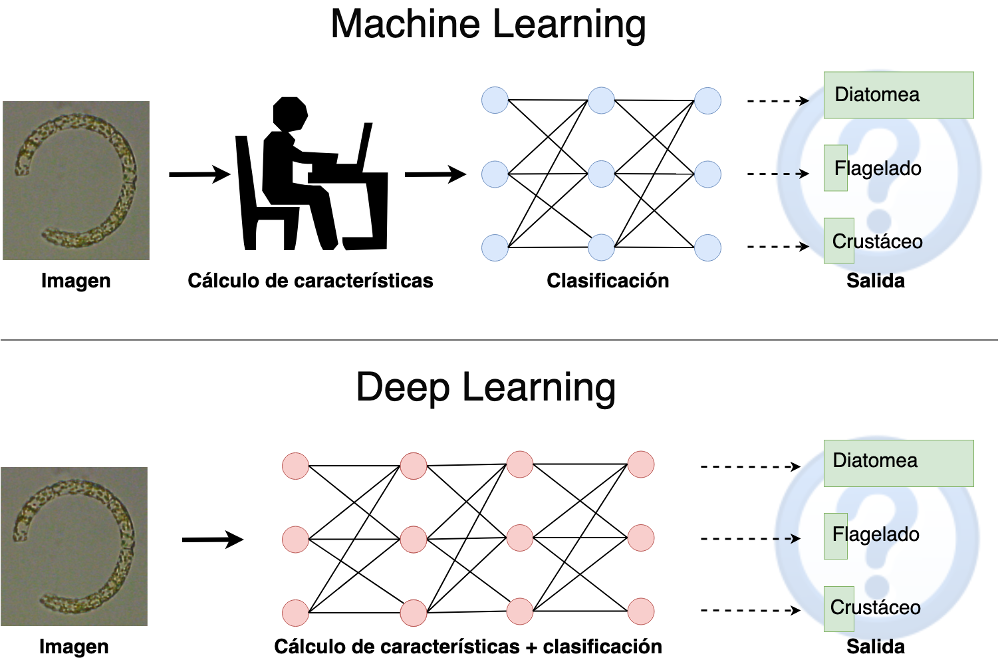 Machine Learning
Diatomea
Flagelado
Crustáceo
Imagen
Cálculo de características
Clasificación
Salida
Deep Learning
Diatomea
Flagelado
Crustáceo
Imagen
Cálculo de características + clasificación
Salida